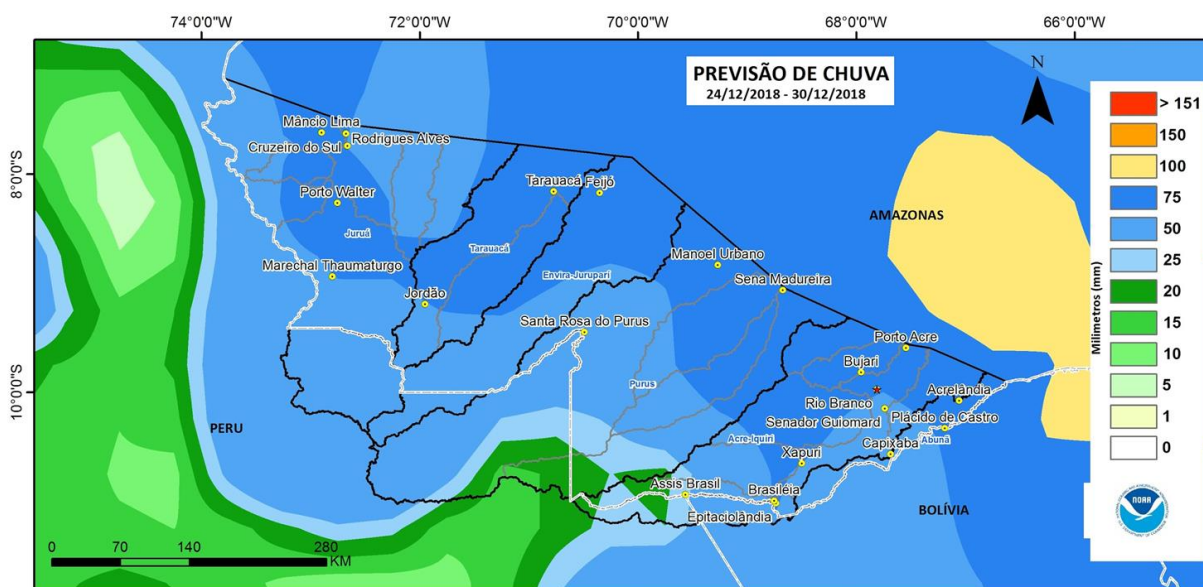 74°0'0"W 72°0'0"W 70°0'0"W 68°0'0"W 66°0'0"W
PREVISÃO DE CHUVA
24/12/2018 - 30/12/2018
N
> 151
150
100
75
50
25
20
15
10
5
1
0
Milímetros (mm)
8°0'0"S
10°0'0"S
Mâncio Lima
Rodrigues Alves
Cruzeiro do Sul
Porto Walter
Juruá
Marechal Thaumaturgo
Jordão
Tarauacá
Feijó
Tarauacá
Envira-Jurupari
Santa Rosa do Purus
Manoel Urbano
Sena Madureira
Purus
AMAZONAS
Porto Acre
Bujari
Rio Branco
Acrelândia
Senador Guiomard
Plácido de Castro
Acre-Iquiri
Abunã
Capixaba
Xapuri
Assis Brasil
Brasiléia
Epitaciolândia
PERU
BOLÍVIA
0 70 140 280
KM
NOAA